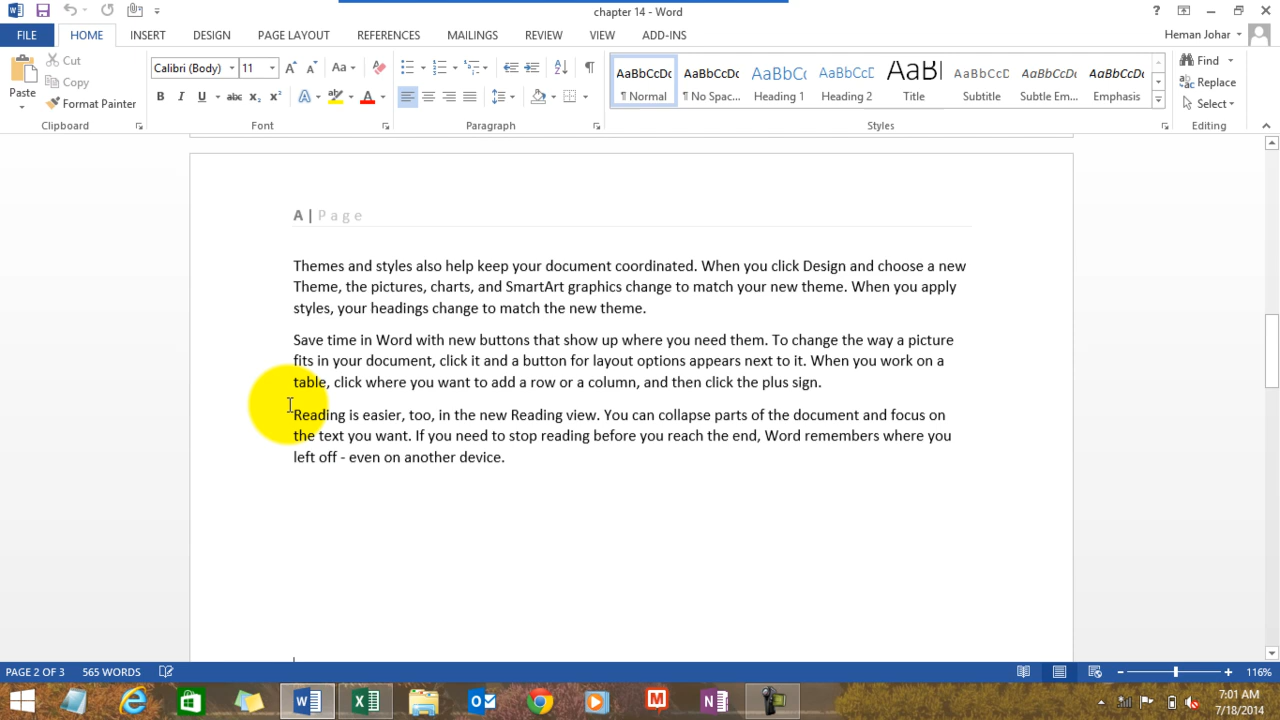 chapter 14 - Word
?
FILE HOME INSERT DESIGN PAGE LAYOUT REFERENCES MAILINGS REVIEW VIEW ADD-INS Heman Johar
Paste
Cut
Copy
Format Painter
Clipboard
Calibri (Body) 11 A A Aa
B I U abc x₂ x² A A
Font
Paragraph
AaBbCcDc AaBbCcDc AaBbCc AaBbCcD AaBl AaBbCcD AaBbCcDc AaBbCcDc
¶ Normal ¶ No Spac... Heading 1 Heading 2 Title Subtitle Subtle Em... Emphasis
Styles
Find
Replace
Select
Editing
A | Page
Themes and styles also help keep your document coordinated. When you click Design and choose a new
Theme, the pictures, charts, and SmartArt graphics change to match your new theme. When you apply
styles, your headings change to match the new theme.
Save time in Word with new buttons that show up where you need them. To change the way a picture
fits in your document, click it and a button for layout options appears next to it. When you work on a
table, click where you want to add a row or a column, and then click the plus sign.
Reading is easier, too, in the new Reading view. You can collapse parts of the document and focus on
the text you want. If you need to stop reading before you reach the end, Word remembers where you
left off - even on another device.
PAGE 2 OF 3 565 WORDS 116%
7:01 AM
7/18/2014